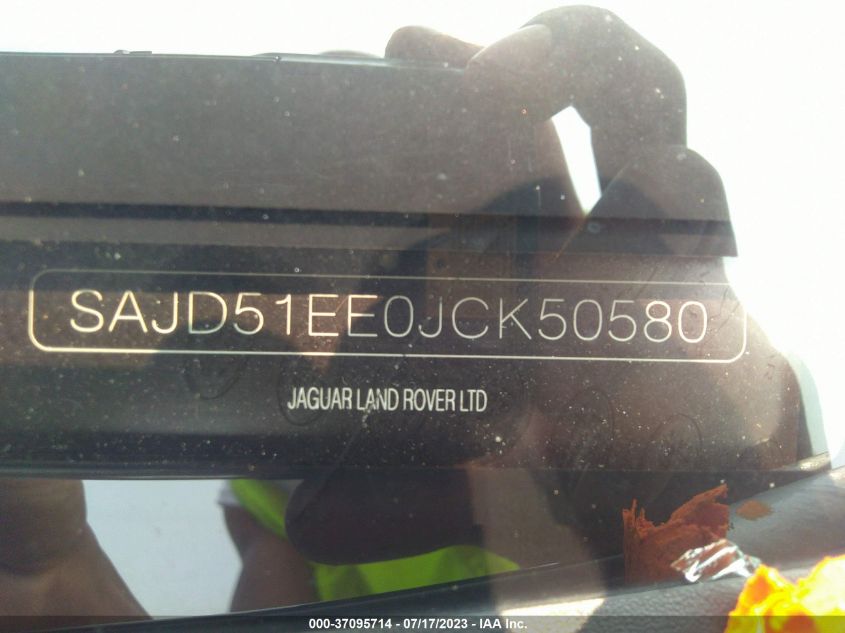 SAJD51EE0JCK50580
JAGUAR LAND ROVER LTD
000-37095714 - 07/17/2023 - IAA Inc.